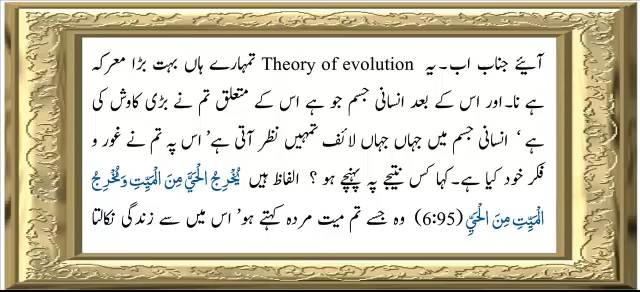 آئیے جناب اب۔ یہ Theory of evolution تمہارے ہاں بہت بڑا معرکہ
ہے نا۔ اور اس کے بعد انسانی جسم جو ہے اس کے متعلق تم نے بڑی کاوش کی
ہے ‘ انسانی جسم میں جہاں جہاں لائف تمہیں نظر آتی ہے’ اس پہ تم نے غور و
فکر خود کیا ہے۔ کہا کس نتیجے پہ پہنچے ہو ؟ الفاظ ہیں یُخْرِجُ الْحَيَّ مِنَ الْمَيِّتِ وَمُخْرِجُ
الْمَيِّتِ مِنَ الْحَيِّ (6:95) وہ جسے تم میت مردہ کہتے ہو’ اس میں سے زندگی نکالتا